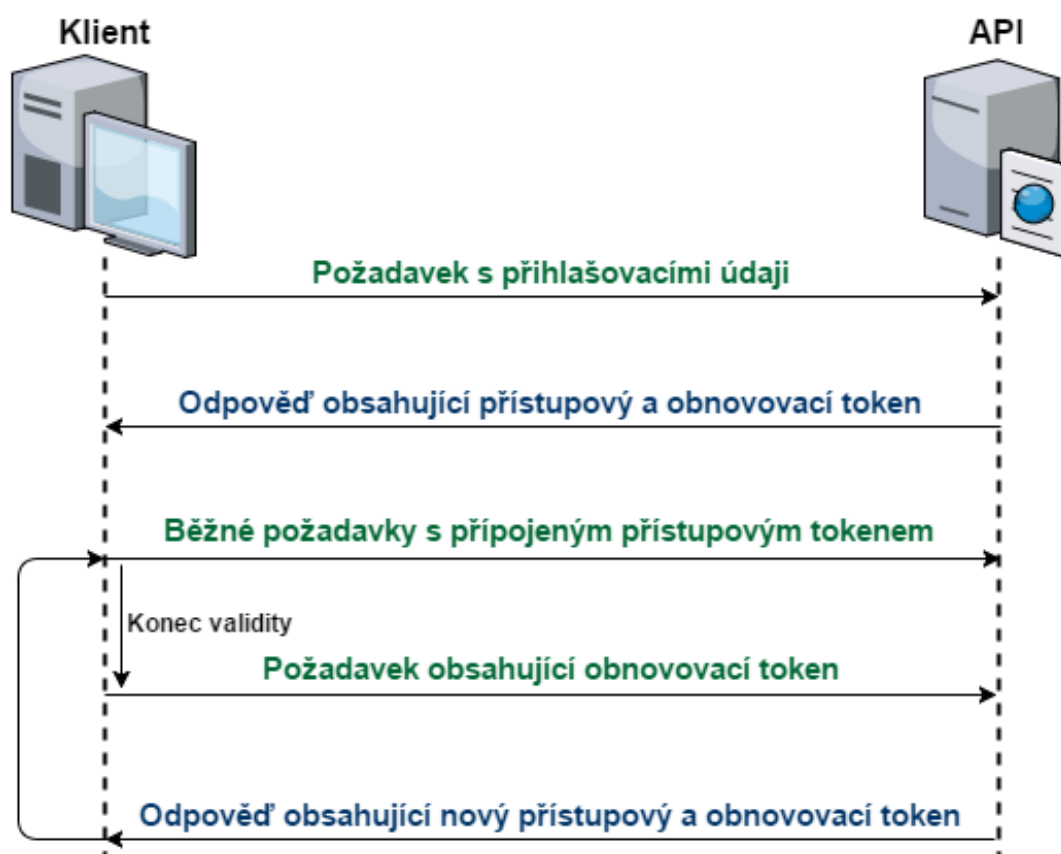 Klient
API
Požadavek s přihlašovacími údaji
Odpověď obsahující přístupový a obnovovací token
Běžné požadavky s přípojeným přístupovým tokenem
Konec validity
Požadavek obsahující obnovovací token
Odpověď obsahující nový přístupový a obnovovací token